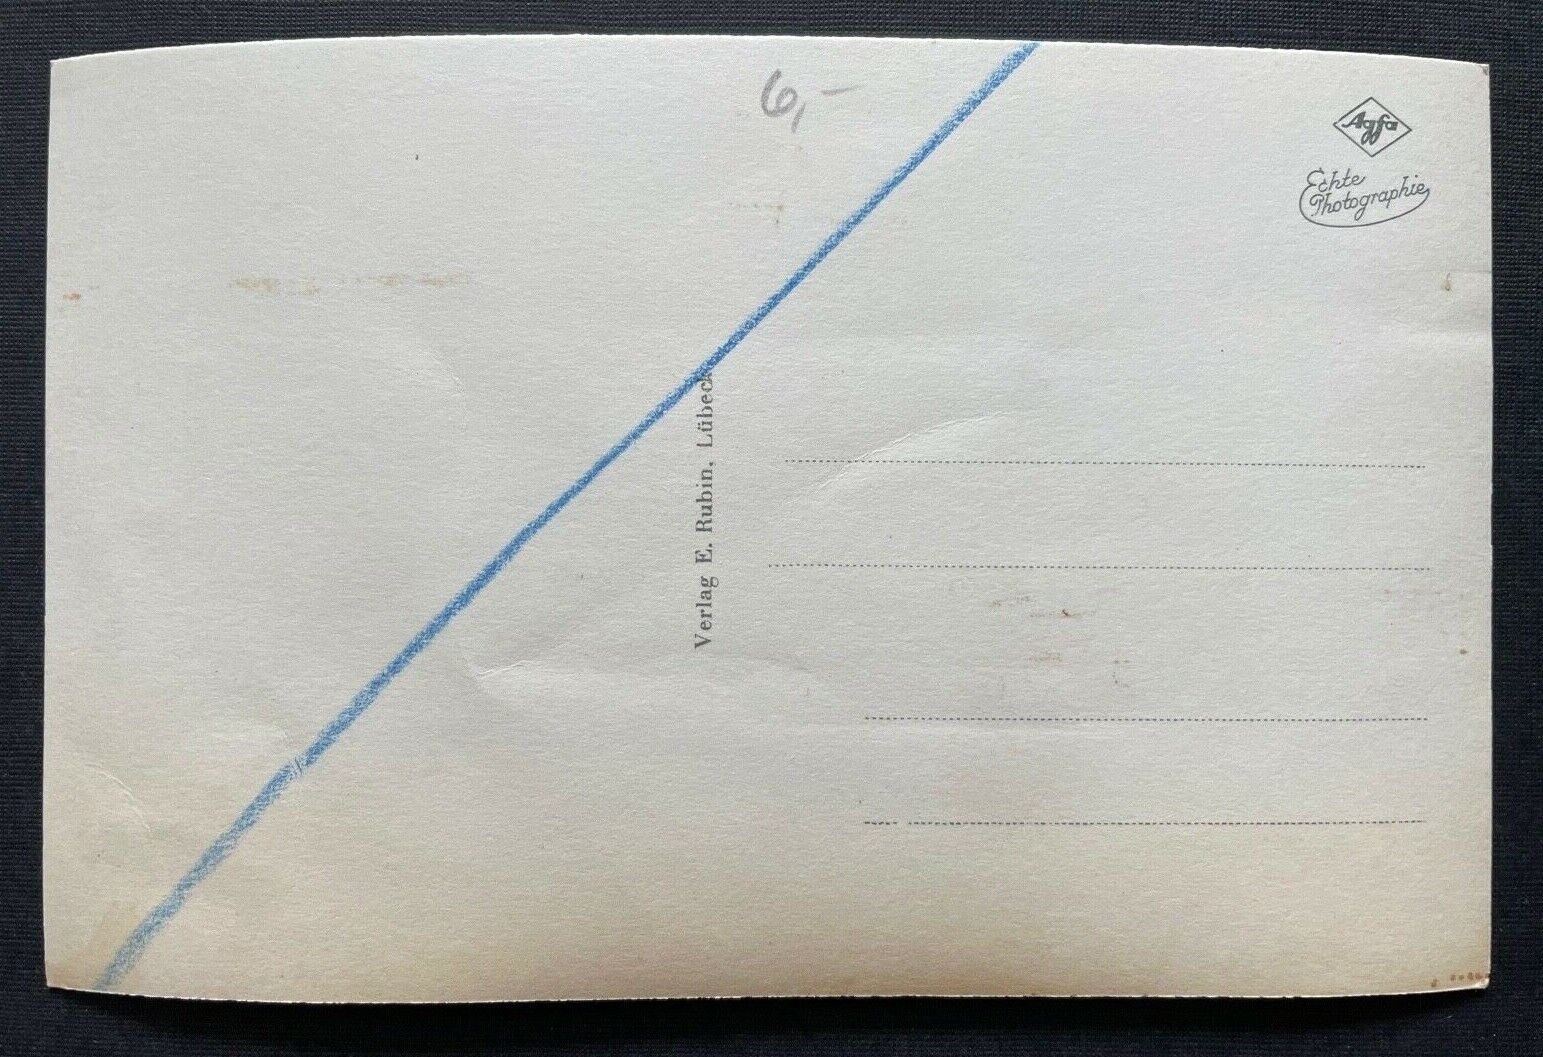 6,-
Agfa
Echte
Photographie
Verlag E. Rubin, Lübeck